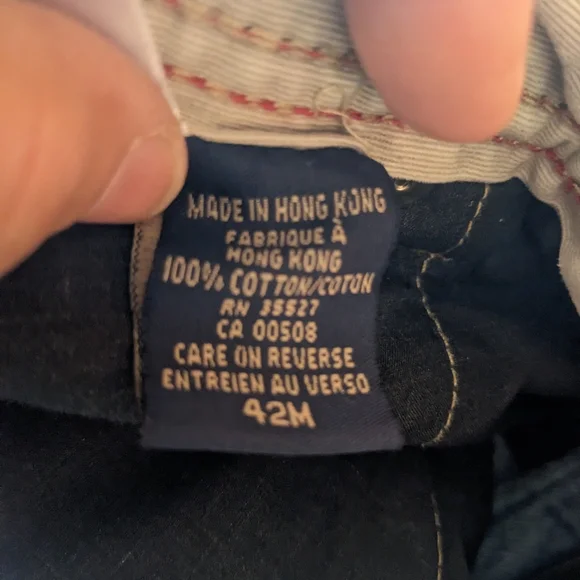 MADE IN HONG KONG
FABRIQUE À
HONG KONG
100% COTTON/COTON
RN 35527
CA 00508
CARE ON REVERSE
ENTREIEN AU VERSO
42M